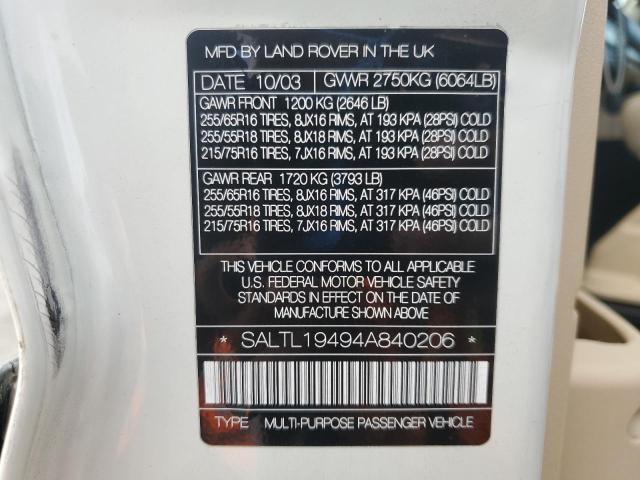 MFD BY LAND ROVER IN THE UK
DATE 10/03 GVWR 2750KG (6064LB)
GAWR FRONT 1200 KG (2646 LB)
255/65R16 TIRES, 8JX16 RIMS, AT 193 KPA (28PSI) COLD
255/55R18 TIRES, 8JX18 RIMS, AT 193 KPA (28PSI) COLD
215/75R16 TIRES, 7JX16 RIMS, AT 193 KPA (28PSI) COLD
GAWR REAR 1720 KG (3793 LB)
255/65R16 TIRES, 8JX16 RIMS, AT 317 KPA (46PSI) COLD
255/55R18 TIRES, 8JX18 RIMS, AT 317 KPA (46PSI) COLD
215/75R16 TIRES, 7JX16 RIMS, AT 317 KPA (46PSI) COLD
THIS VEHICLE CONFORMS TO ALL APPLICABLE
U.S. FEDERAL MOTOR VEHICLE SAFETY
STANDARDS IN EFFECT ON THE DATE OF
MANUFACTURE SHOWN ABOVE
* SALTL19494A840206 *
TYPE MULTI-PURPOSE PASSENGER VEHICLE